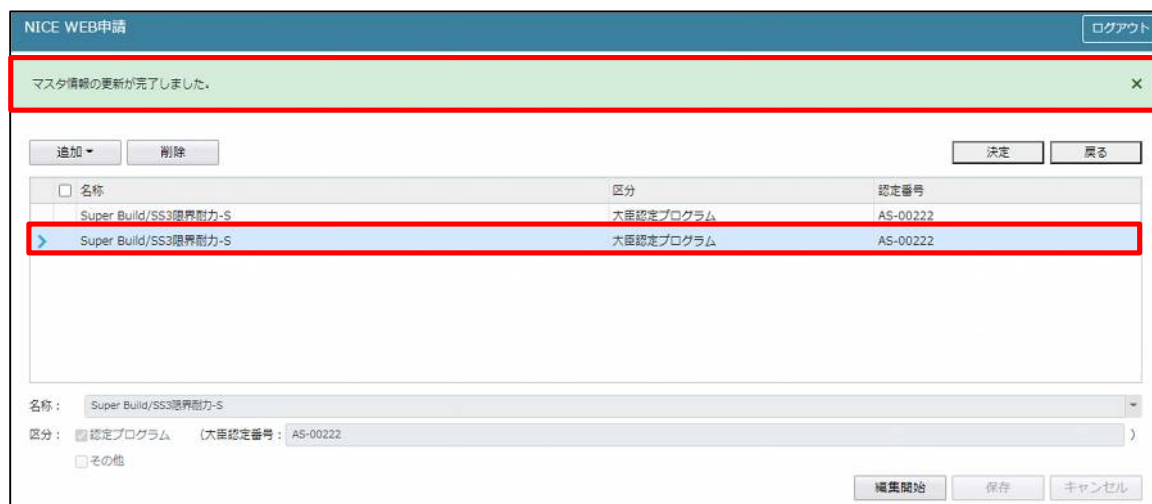 NICE WEB申請 ログアウト
マスタ情報の更新が完了しました。 ×
追加 削除 決定 戻る
名称 区分 認定番号
Super Build/SS3限界耐力-S 大臣認定プログラム AS-00222
Super Build/SS3限界耐力-S 大臣認定プログラム AS-00222
名称： Super Build/SS3限界耐力-S
区分： 認定プログラム （大臣認定番号： AS-00222 ）
その他
編集開始 保存 キャンセル